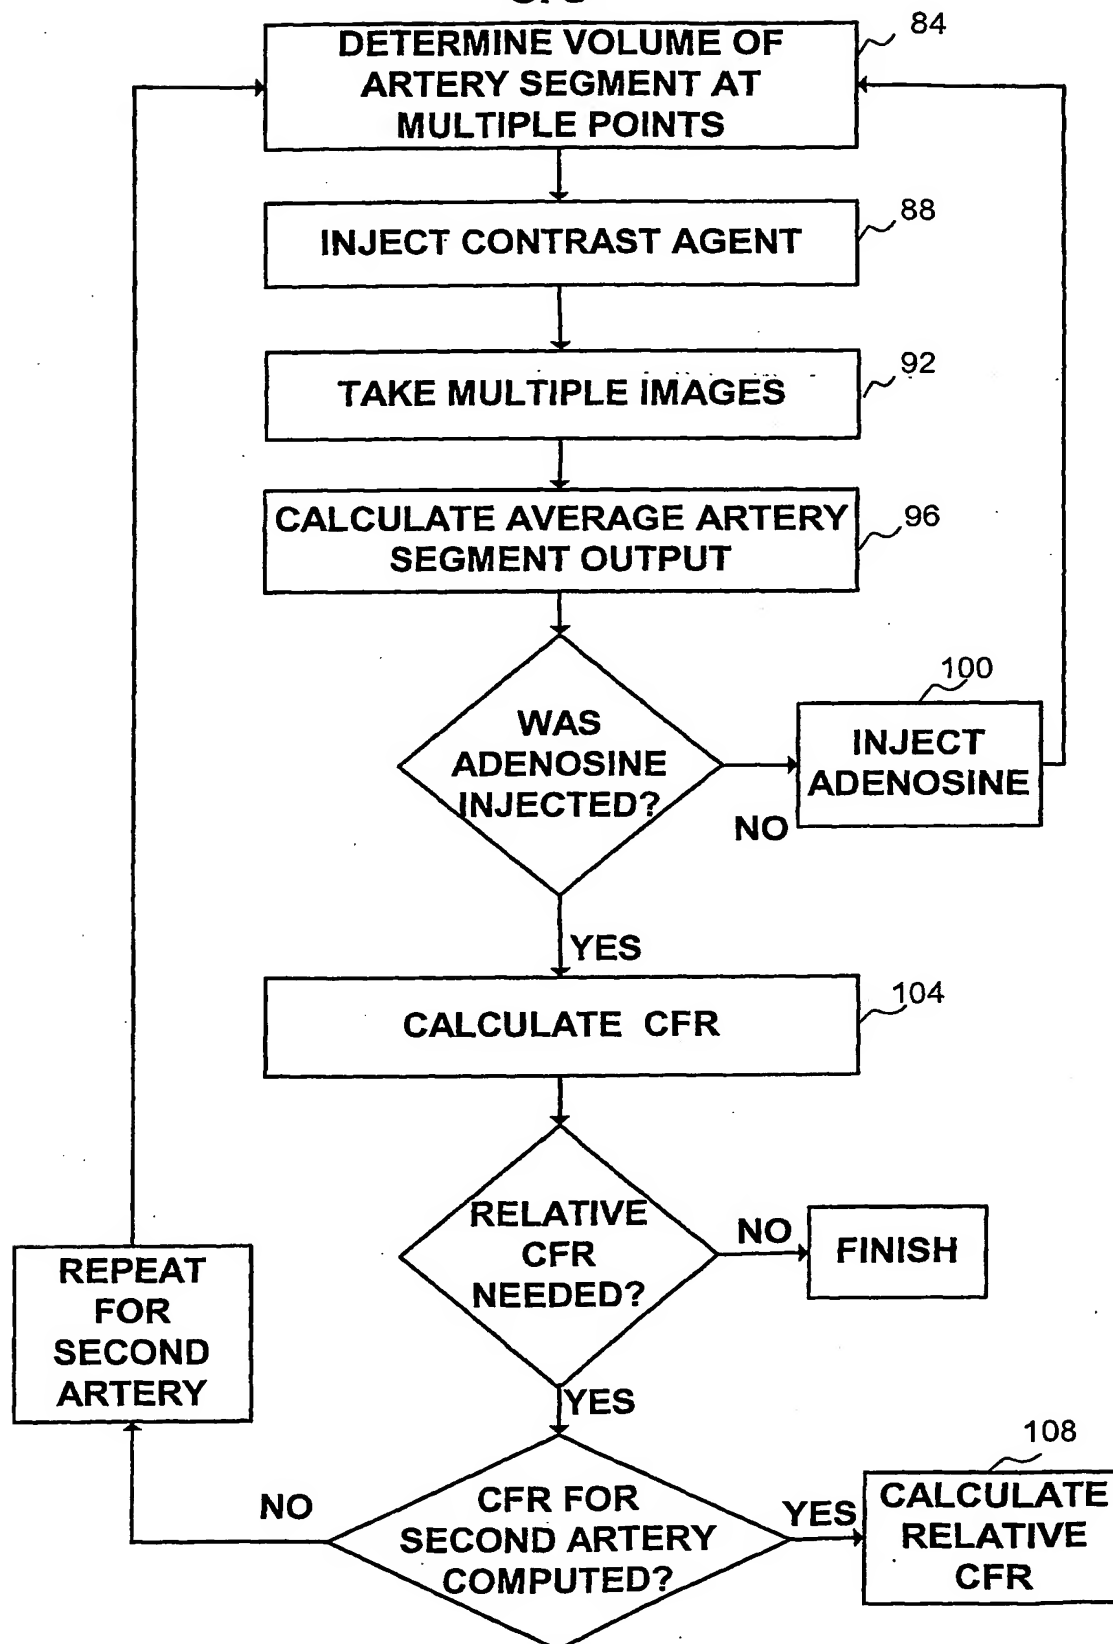 DETERMINE VOLUME OF
ARTERY SEGMENT AT
MULTIPLE POINTS
84
INJECT CONTRAST AGENT
88
TAKE MULTIPLE IMAGES
92
CALCULATE AVERAGE ARTERY
SEGMENT OUTPUT
96
WAS
ADENOSINE
INJECTED?
NO
100
INJECT
ADENOSINE
YES
CALCULATE CFR
104
RELATIVE
CFR
NEEDED?
NO
FINISH
YES
REPEAT
FOR
SECOND
ARTERY
NO
CFR FOR
SECOND ARTERY
COMPUTED?
YES
108
CALCULATE
RELATIVE
CFR